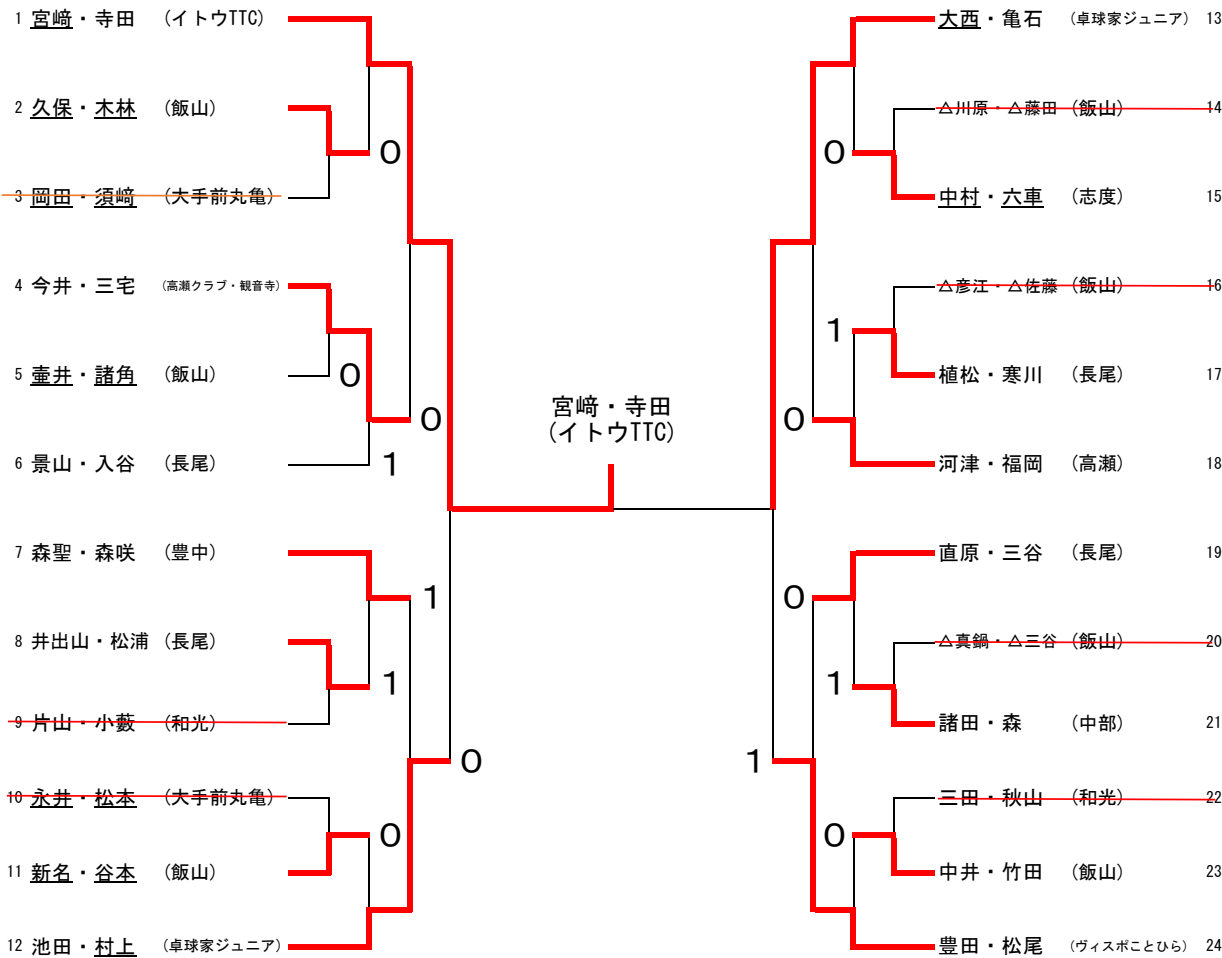 1 宮﨑・寺田 (イトウTTC)
2 久保・木林 (飯山)
0
3 岡田・須﨑 (大手前丸亀)
4 今井・三宅 (高瀬クラブ・観音寺)
5 壷井・諸角 (飯山)
0
0
6 景山・入谷 (長尾)
1
7 森聖・森咲 (豊中)
1
8 井出山・松浦 (長尾)
1
9 片山・小藪 (和光)
0
10 永井・松本 (大手前丸亀)
0
11 新名・谷本 (飯山)
12 池田・村上 (卓球家ジュニア)
宮﨑・寺田
(イトウTTC)
大西・亀石 (卓球家ジュニア) 13
△川原・△藤田 (飯山) 14
0
中村・六車 (志度) 15
△彦江・△佐藤 (飯山) 16
1
植松・寒川 (長尾) 17
0
河津・福岡 (高瀬) 18
直原・三谷 (長尾) 19
0
△真鍋・△三谷 (飯山) 20
1
諸田・森 (中部) 21
1
三田・秋山 (和光) 22
0
中井・竹田 (飯山) 23
豊田・松尾 (ヴィスポことひら) 24